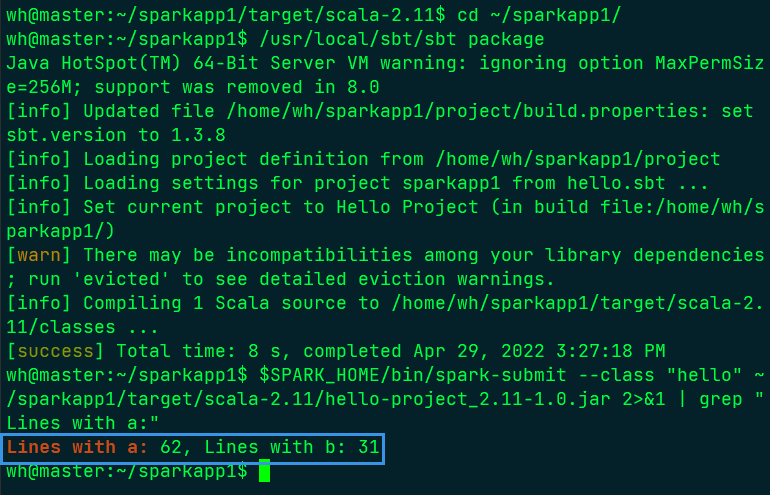 wh@master:~/sparkapp1/target/scala-2.11$ cd ~/sparkapp1/
wh@master:~/sparkapp1$ /usr/local/sbt/sbt package
Java HotSpot(TM) 64-Bit Server VM warning: ignoring option MaxPermSiz
e=256M; support was removed in 8.0
[info] Updated file /home/wh/sparkapp1/project/build.properties: set
sbt.version to 1.3.8
[info] Loading project definition from /home/wh/sparkapp1/project
[info] Loading settings for project sparkapp1 from hello.sbt ...
[info] Set current project to Hello Project (in build file:/home/wh/s
parkapp1/)
[warn] There may be incompatibilities among your library dependencies
; run 'evicted' to see detailed eviction warnings.
[info] Compiling 1 Scala source to /home/wh/sparkapp1/target/scala-2.
11/classes ...
[success] Total time: 8 s, completed Apr 29, 2022 3:27:18 PM
wh@master:~/sparkapp1$ $SPARK_HOME/bin/spark-submit --class "hello" ~
/sparkapp1/target/scala-2.11/hello-project_2.11-1.0.jar 2>&1 | grep "
Lines with a:"
Lines with a: 62, Lines with b: 31
wh@master:~/sparkapp1$